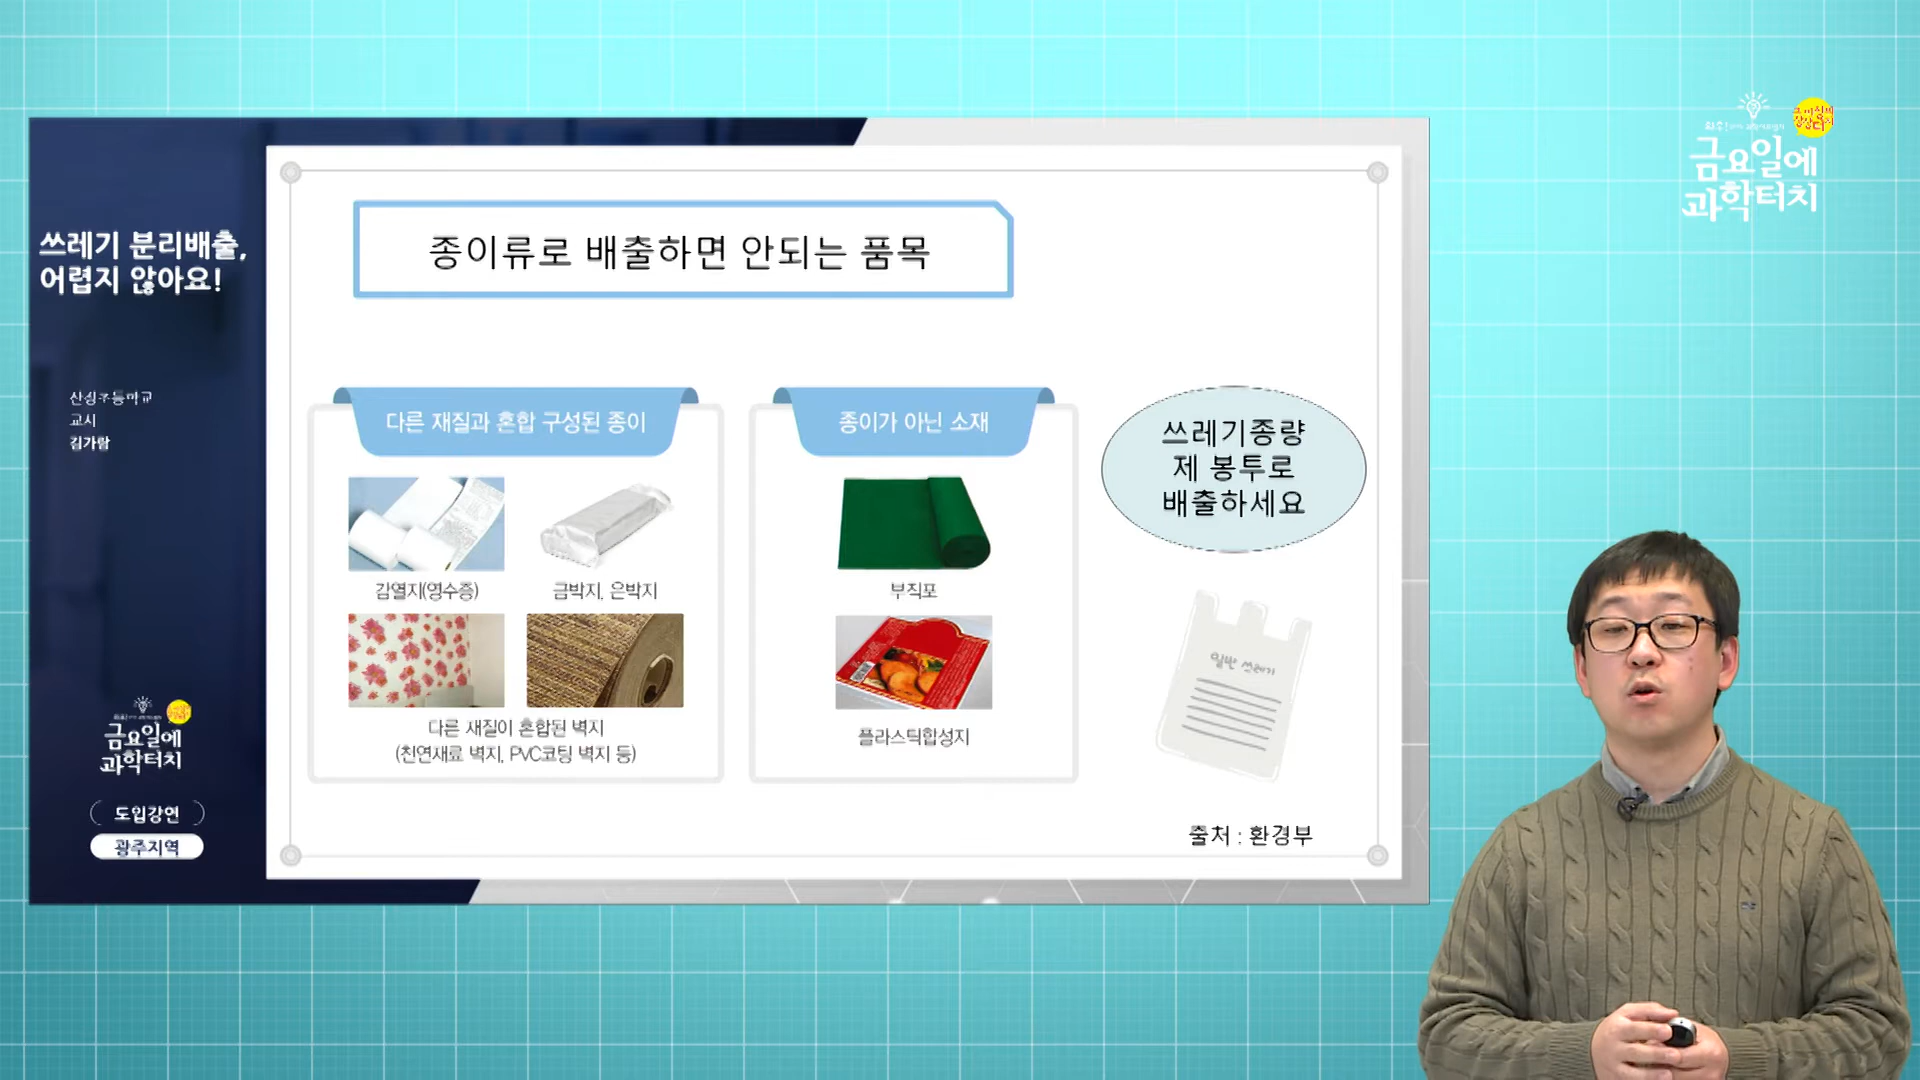 금요일에
과학터치
쓰레기 분리배출,
어렵지 않아요!
교사
김가람
금요일에
과학터치
도입강연
광주지역
종이류로 배출하면 안되는 품목
다른 재질과 혼합 구성된 종이
감열지(영수증)
금박지, 은박지
다른 재질이 혼합된 벽지
(천연재료 벽지, PVC코팅 벽지 등)
종이가 아닌 소재
부직포
플라스틱합성지
쓰레기종량
제 봉투로
배출하세요
일반 쓰레기
출처 : 환경부